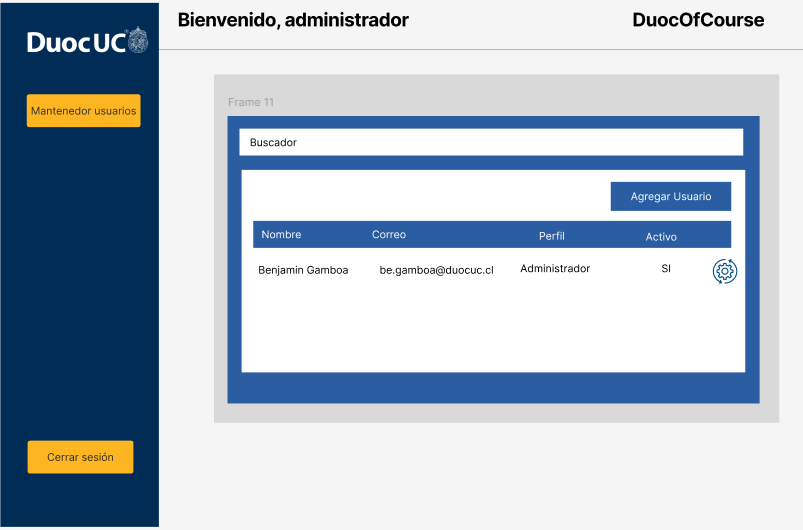 Bienvenido, administrador
DuocOfCourse
DuocUC
Mantenedor usuarios
Frame 11
Buscador
Agregar Usuario
Nombre Correo Perfil Activo
Benjamin Gamboa be.gamboa@duocuc.cl Administrador SI
Cerrar sesión